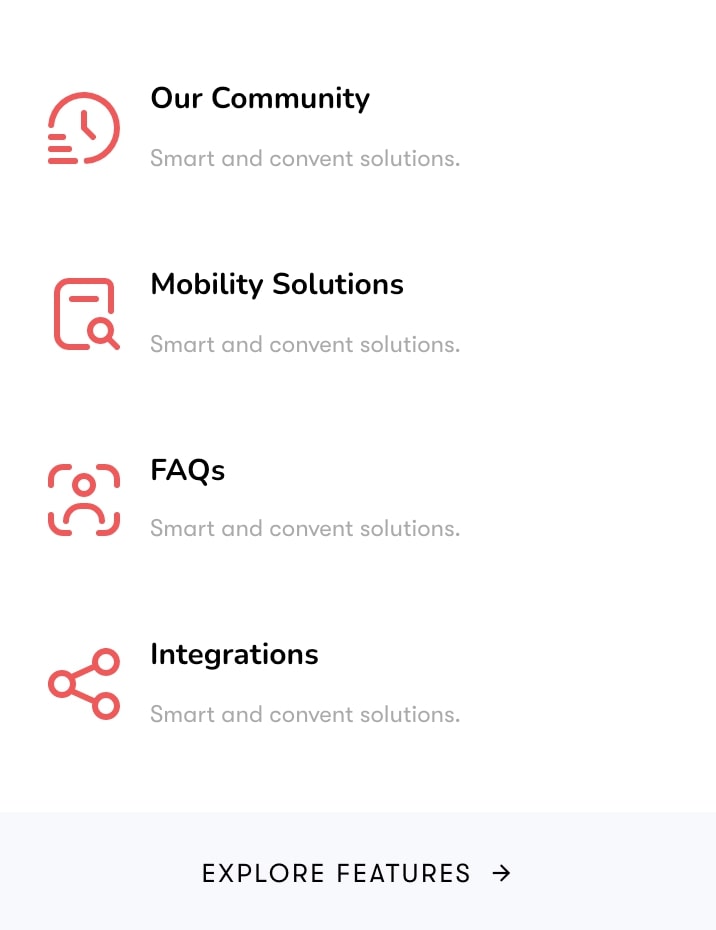 Our Community
Smart and convent solutions.
Mobility Solutions
Smart and convent solutions.
FAQs
Smart and convent solutions.
Integrations
Smart and convent solutions.
EXPLORE FEATURES →